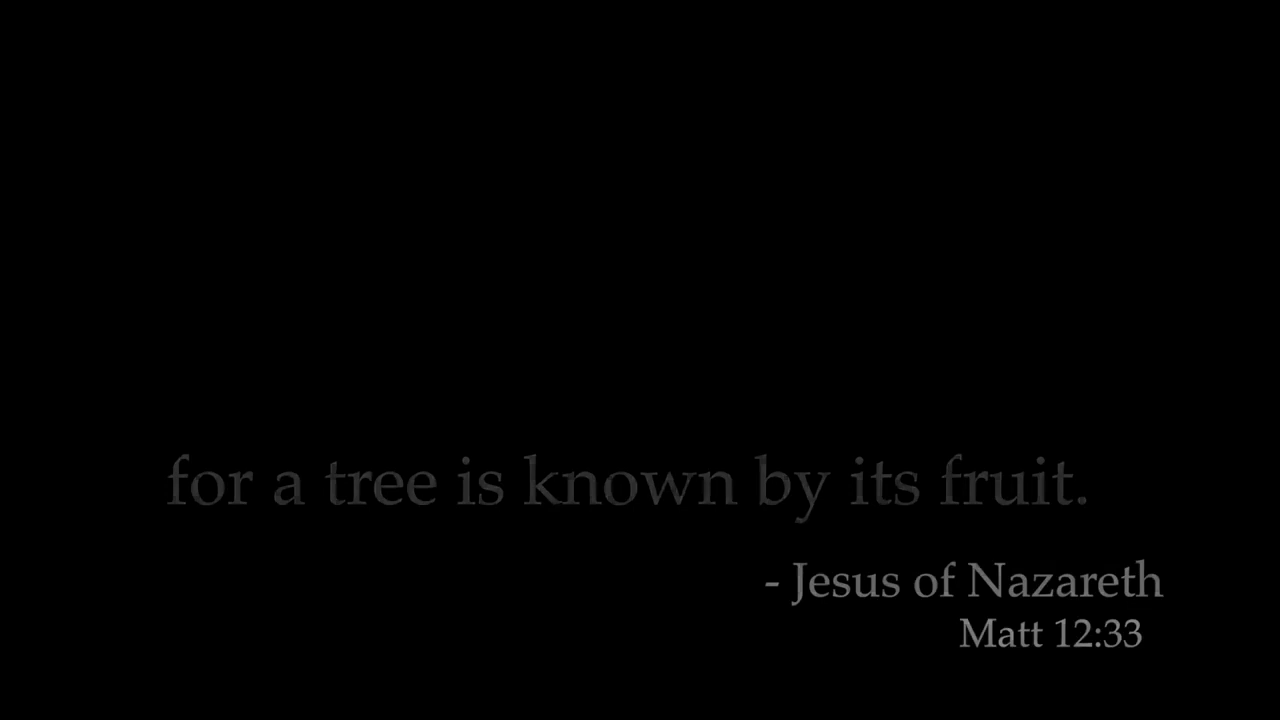 for a tree is known by its fruit.
- Jesus of Nazareth
Matt 12:33